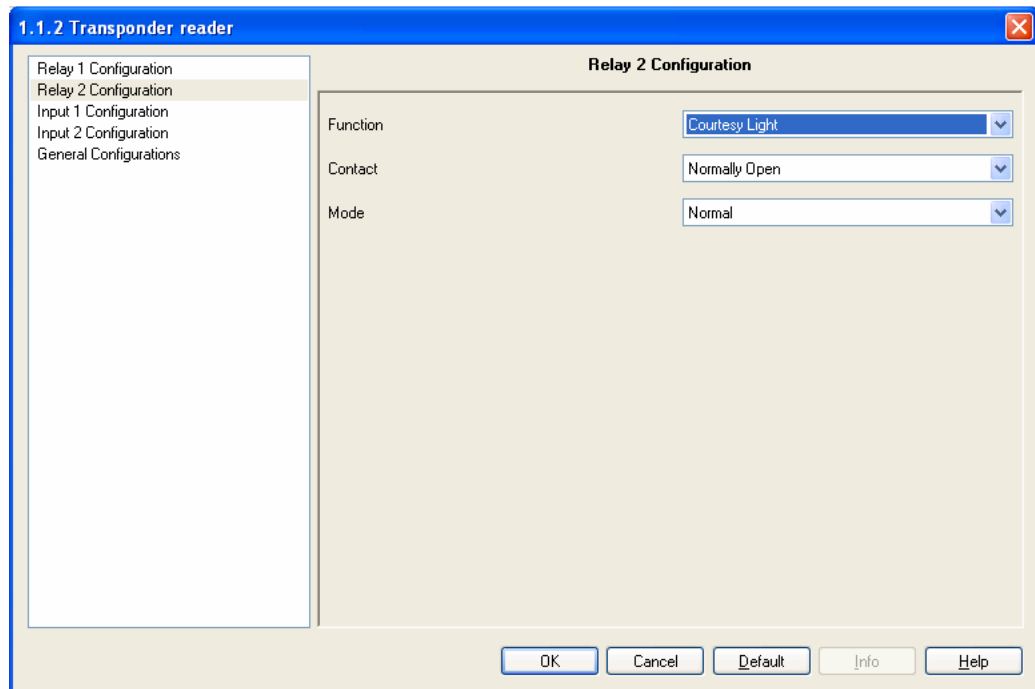 1.1.2 Transponder reader
Relay 1 Configuration
Relay 2 Configuration
Input 1 Configuration
Input 2 Configuration
General Configurations
Relay 2 Configuration
Function Courtesy Light
Contact Normally Open
Mode Normal
OK Cancel Default Info Help